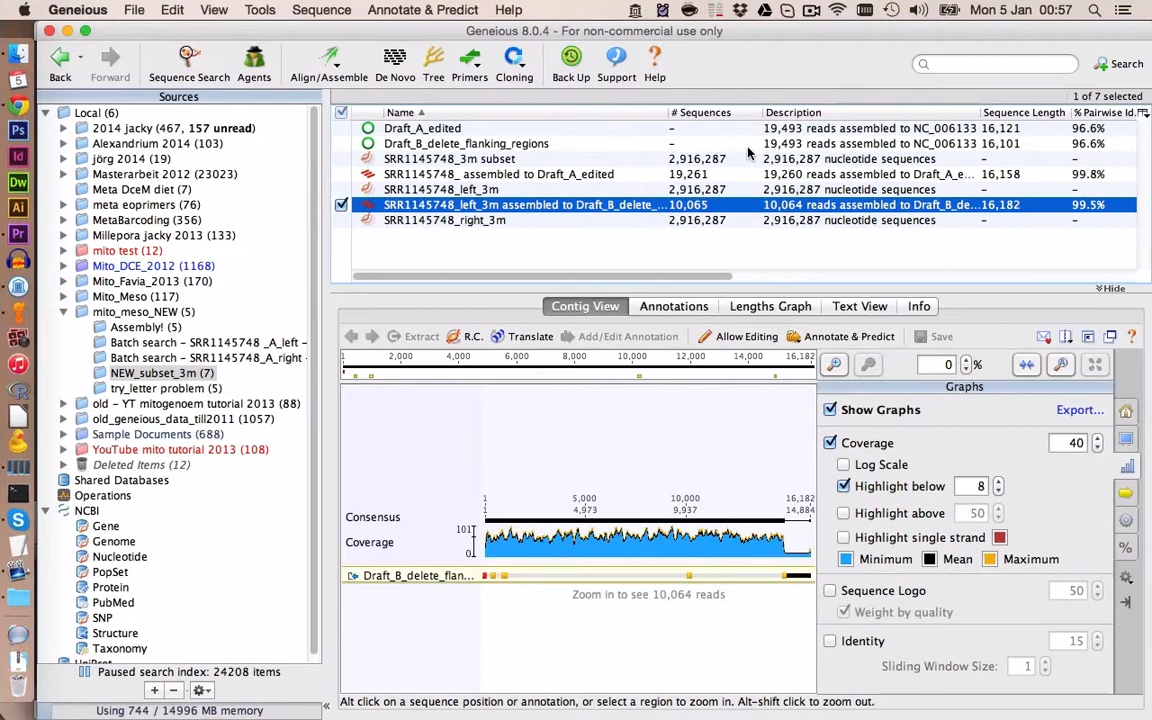 Geneious File Edit View Tools Sequence Annotate & Predict Help Mon 5 Jan 00:57
Geneious 8.0.4 - For non-commercial use only
Back Forward Sequence Search Agents Align/Assemble De Novo Tree Primers Cloning Back Up Support Help Search
Sources
1 of 7 selected
Local (6)
2014 jacky (467, 157 unread)
Alexandrium 2014 (103)
jörg 2014 (19)
Masterarbeit 2012 (23023)
Meta DceM diet (7)
meta eoprimers (76)
MetaBarcoding (356)
Millepora jacky 2013 (133)
mito test (12)
Mito_DCE_2012 (1168)
Mito_Favia_2013 (170)
Mito_Meso (117)
mito_meso_NEW (5)
Assembly! (5)
Batch search - SRR1145748 _A_left -
Batch search - SRR1145748_A_right -
NEW_subset_3m (7)
try_letter problem (5)
old - YT mitogenoem tutorial 2013 (88)
old_geneious_data_till2011 (1057)
Sample Documents (688)
YouTube mito tutorial 2013 (108)
Deleted Items (12)
Shared Databases
Operations
NCBI
Gene
Genome
Nucleotide
PopSet
Protein
PubMed
SNP
Structure
Taxonomy
UniProt
Paused search index: 24208 items
Using 744 / 14996 MB memory
Name # Sequences Description Sequence Length % Pairwise Id.
Draft_A_edited – 19,493 reads assembled to NC_006133 16,121 96.6%
Draft_B_delete_flanking_regions – 19,493 reads assembled to NC_006133 16,101 96.6%
SRR1145748_3m subset 2,916,287 2,916,287 nucleotide sequences – –
SRR1145748_ assembled to Draft_A_edited 19,261 19,260 reads assembled to Draft_A_e... 16,158 99.8%
SRR1145748_left_3m 2,916,287 2,916,287 nucleotide sequences – –
SRR1145748_left_3m assembled to Draft_B_delete_... 10,065 10,064 reads assembled to Draft_B_de... 16,182 99.5%
SRR1145748_right_3m 2,916,287 2,916,287 nucleotide sequences – –
Hide
Contig View Annotations Lengths Graph Text View Info
Extract R.C. Translate Add/Edit Annotation Allow Editing Annotate & Predict Save
1 2,000 4,000 6,000 8,000 10,000 12,000 14,000 16,182
0 %
1 5,000 10,000 16,182
1 4,973 9,937 14,884
Consensus
101
Coverage
0
Draft_B_delete_flan...
Zoom in to see 10,064 reads
Graphs
Show Graphs Export...
Coverage 40
Log Scale
Highlight below 8
Highlight above 50
Highlight single strand
Minimum Mean Maximum
Sequence Logo 50
Weight by quality
Identity 15
Sliding Window Size: 1
Alt click on a sequence position or annotation, or select a region to zoom in. Alt-shift click to zoom out.